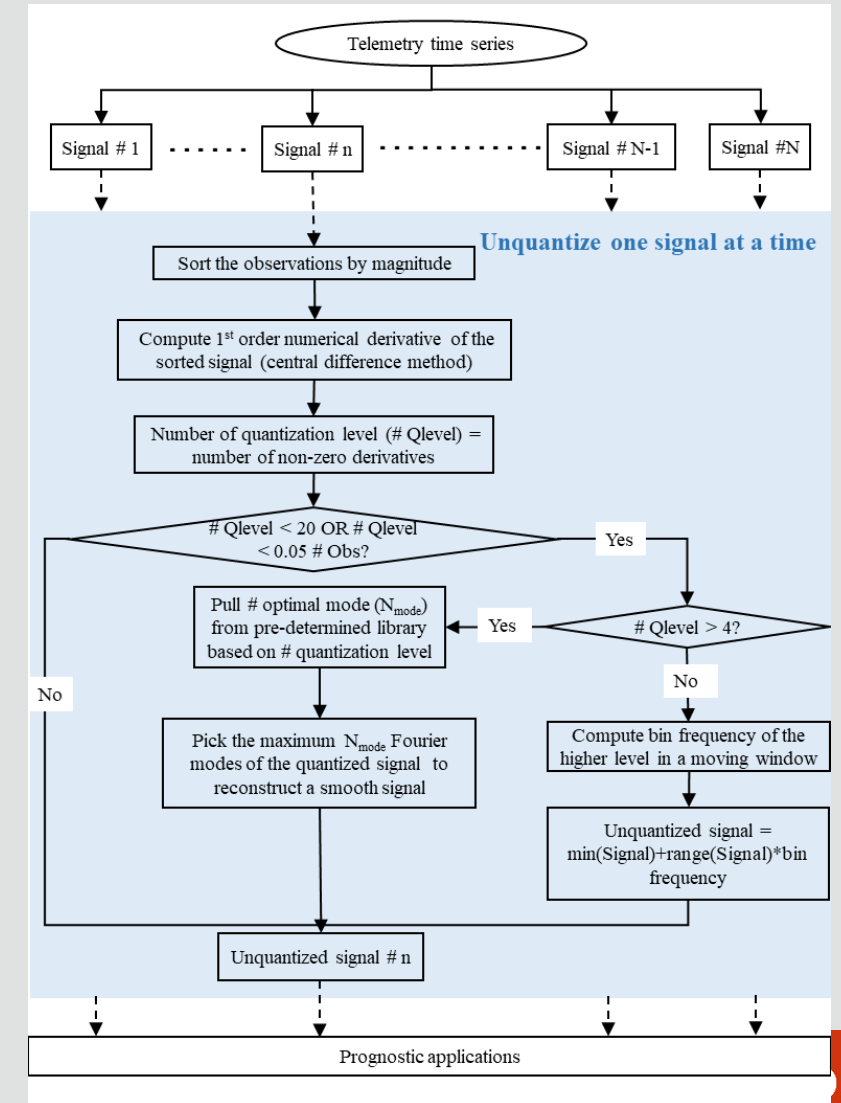 Telemetry time series
Signal # 1
Signal # n
Signal # N-1
Signal #N
Unquantize one signal at a time
Sort the observations by magnitude
Compute 1st order numerical derivative of the
sorted signal (central difference method)
Number of quantization level (# Qlevel) =
number of non-zero derivatives
# Qlevel < 20 OR # Qlevel
< 0.05 # Obs?
Yes
Pull # optimal mode (Nmode)
from pre-determined library
based on # quantization level
Yes
# Qlevel > 4?
No
No
Pick the maximum Nmode Fourier
modes of the quantized signal to
reconstruct a smooth signal
Compute bin frequency of the
higher level in a moving window
Unquantized signal =
min(Signal)+range(Signal)*bin
frequency
Unquantized signal # n
Prognostic applications